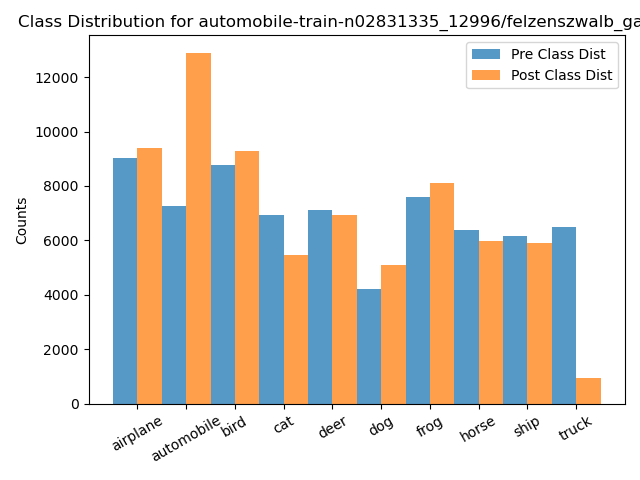 Class Distribution for automobile-train-n02831335_12996/felzenszwalb_ga
Pre Class Dist
Post Class Dist
Counts
12000
10000
8000
6000
4000
2000
0
airplane
automobile
bird
cat
deer
dog
frog
horse
ship
truck